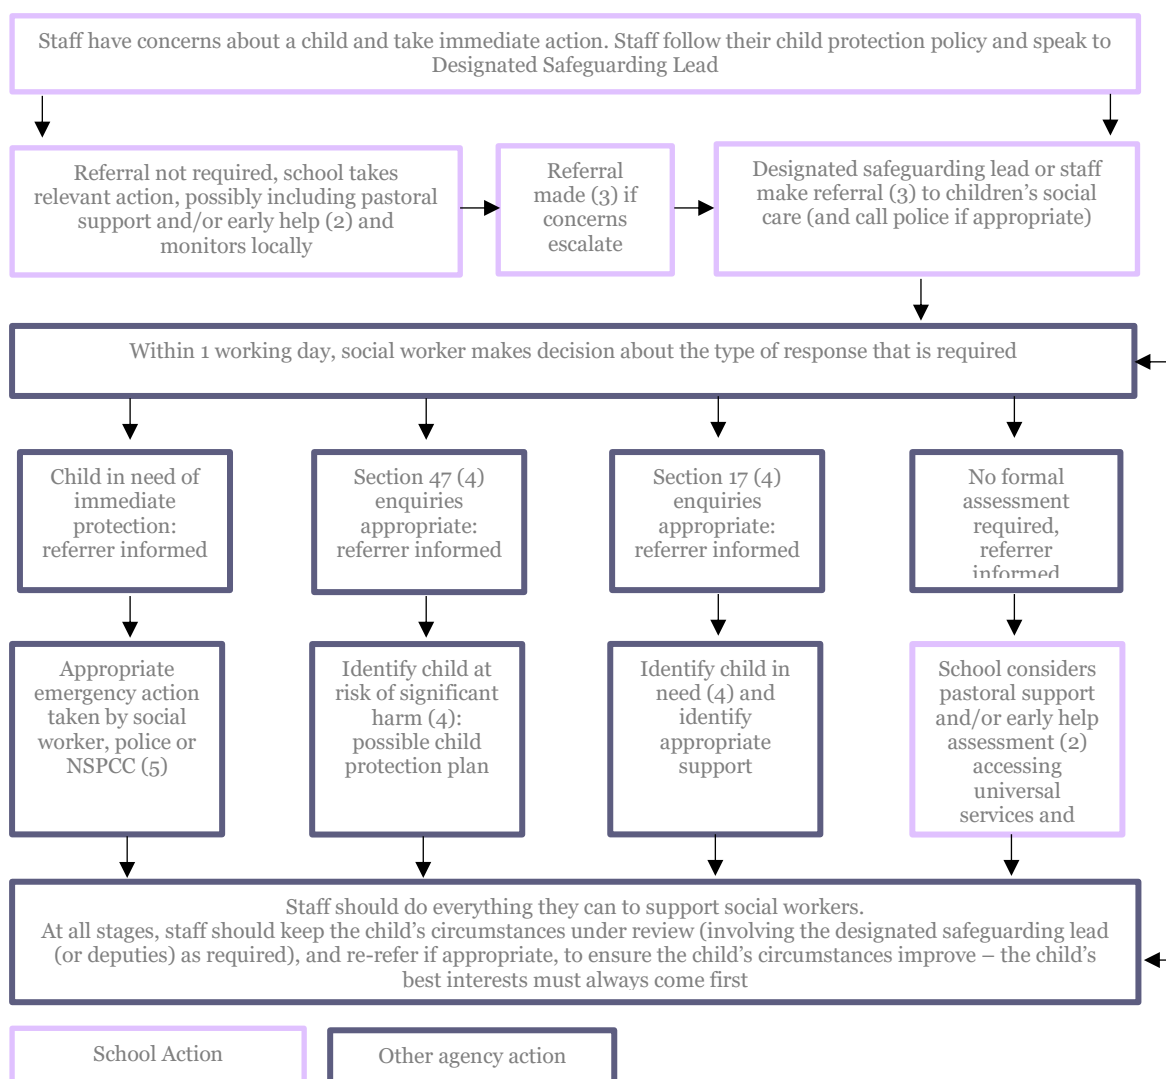 Staff have concerns about a child and take immediate action. Staff follow their child protection policy and speak to
Designated Safeguarding Lead
Referral not required, school takes
relevant action, possibly including pastoral
support and/or early help (2) and
monitors locally
Referral
made (3) if
concerns
escalate
Designated safeguarding lead or staff
make referral (3) to children’s social
care (and call police if appropriate)
Within 1 working day, social worker makes decision about the type of response that is required
Child in need of
immediate
protection:
referrer informed
Section 47 (4)
enquiries
appropriate:
referrer informed
Section 17 (4)
enquiries
appropriate:
referrer informed
No formal
assessment
required,
referrer
informed
Appropriate
emergency action
taken by social
worker, police or
NSPCC (5)
Identify child at
risk of significant
harm (4):
possible child
protection plan
Identify child in
need (4) and
identify
appropriate
support
School considers
pastoral support
and/or early help
assessment (2)
accessing
universal
services and
Staff should do everything they can to support social workers.
At all stages, staff should keep the child’s circumstances under review (involving the designated safeguarding lead
(or deputies) as required), and re-refer if appropriate, to ensure the child’s circumstances improve – the child’s
best interests must always come first
School Action
Other agency action